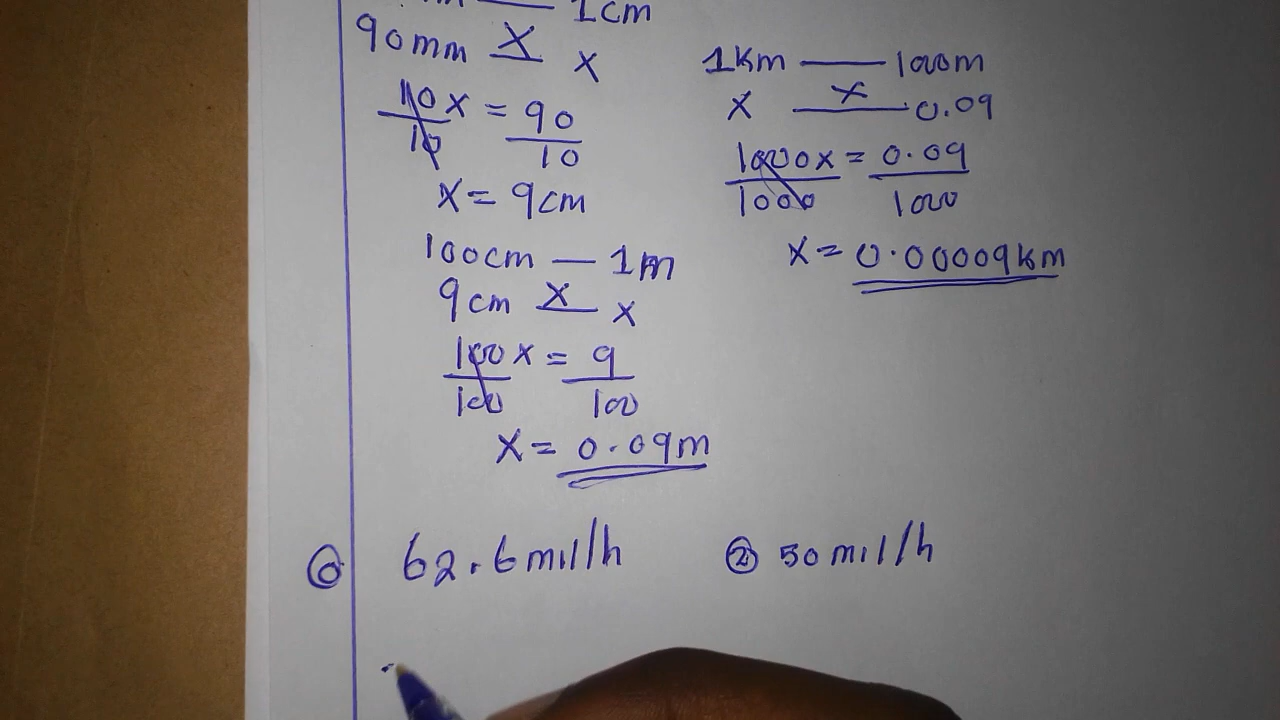 — 1cm
90mm X x
10x = 90
10 10
x = 9cm
100cm — 1m
9cm X x
100x = 9
100 100
x = 0.09m
1km — 1000m
x X 0.09
1000x = 0.09
1000 1000
x = 0.00009km
62.6mil/h
② 50mil/h